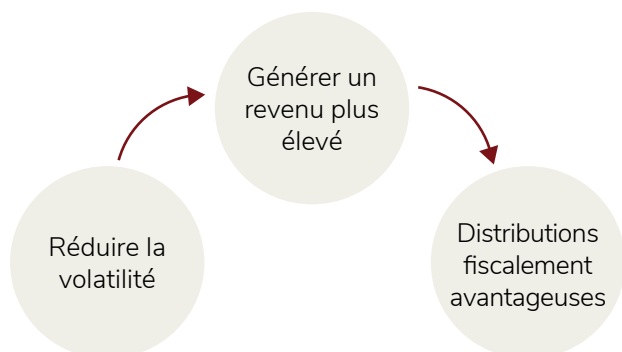 Générer un
revenu plus
élevé
Réduire la
volatilité
Distributions
fiscalement
avantageuses